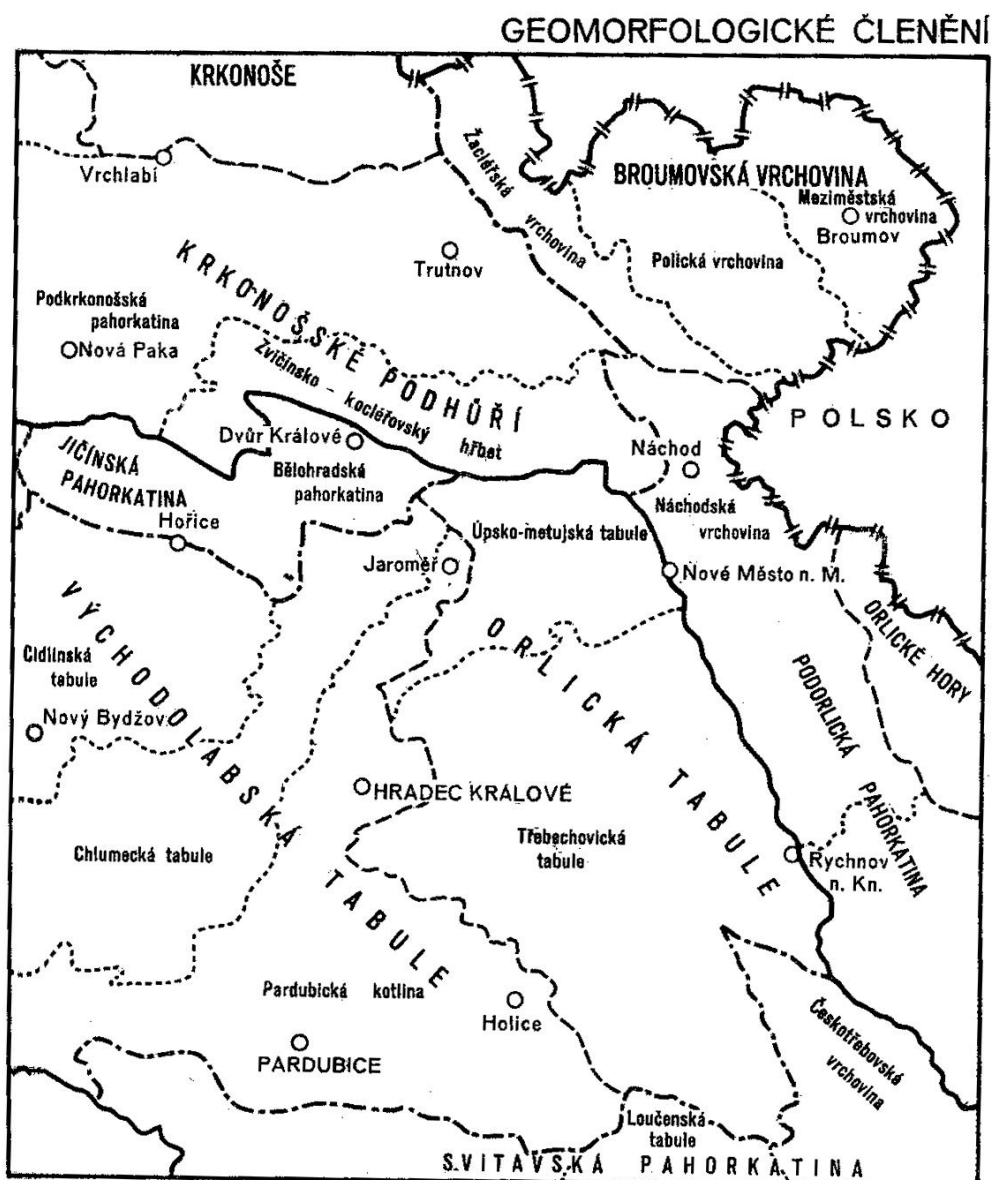 GEOMORFOLOGICKÉ ČLENĚNÍ
KRKONOŠE
Vrchlabí
Žacléřská
vrchovina
BROUMOVSKÁ VRCHOVINA
Meziměstská
vrchovina
Broumov
Polická vrchovina
Trutnov
KRKONOŠSKÉ PODHŮŘÍ
Podkrkonošská
pahorkatina
Nová Paka
Zvičinsko – kocléřovský hřbet
POLSKO
Dvůr Králové
Náchod
JIČÍNSKÁ
PAHORKATINA
Bělohradská
pahorkatina
Hořice
Náchodská
vrchovina
Úpsko-metujská tabule
Jaroměř
Nové Město n. M.
ORLICKÉ HORY
VÝCHODOLABSKÁ
TABULE
ORLICKÁ TABULE
PODORLICKÁ
PAHORKATINA
Cidlinská
tabule
Nový Bydžov
HRADEC KRÁLOVÉ
Chlumecká tabule
Třebechovická
tabule
Rychnov
n. Kn.
Pardubická kotlina
Holice
PARDUBICE
Českotřebovská
vrchovina
Loučenská
tabule
SVITAVSKÁ PAHORKATINA